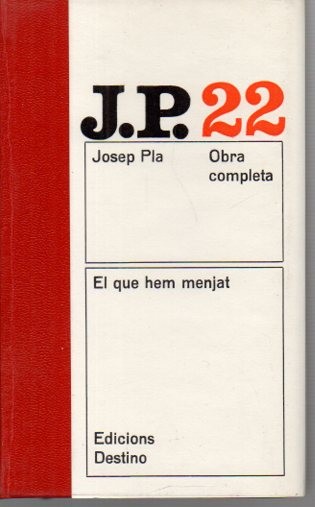 J.P. 22
Josep Pla Obra
completa
El que hem menjat
Edicions
Destino